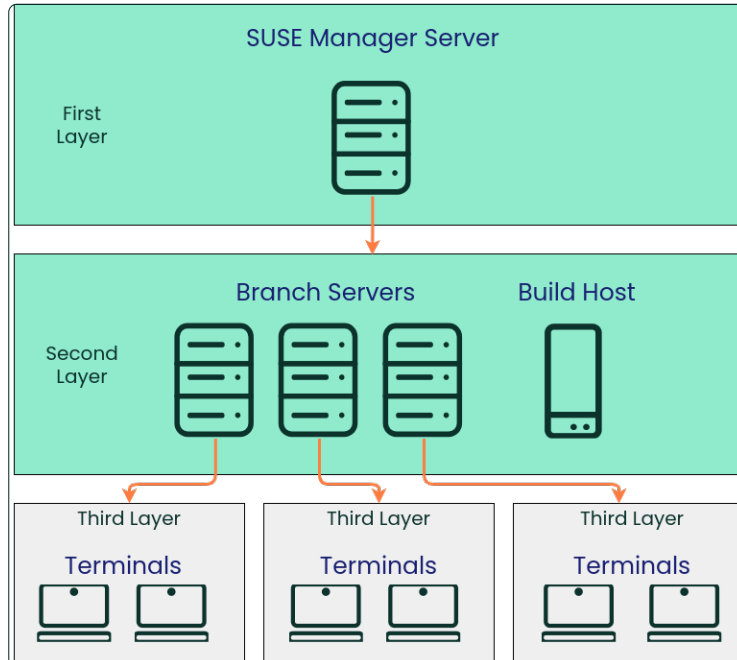 SUSE Manager Server
First
Layer
Branch Servers
Build Host
Second
Layer
Third Layer
Terminals
Third Layer
Terminals
Third Layer
Terminals